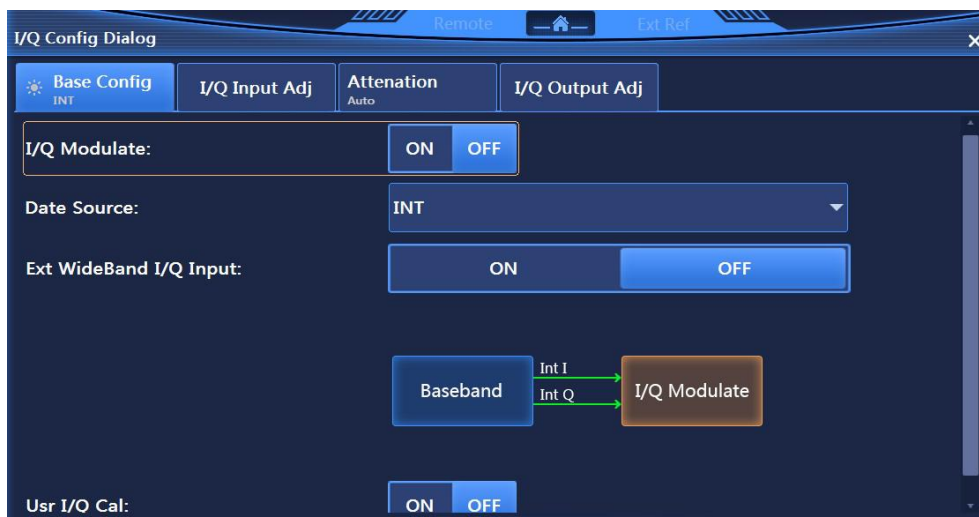 Remote Ext Ref
I/Q Config Dialog
Base Config I/Q Input Adj Attenation I/Q Output Adj
INT Auto
I/Q Modulate: ON OFF
Date Source: INT
Ext WideBand I/Q Input: ON OFF
Int I
Baseband I/Q Modulate
Int Q
Usr I/Q Cal: ON OFF